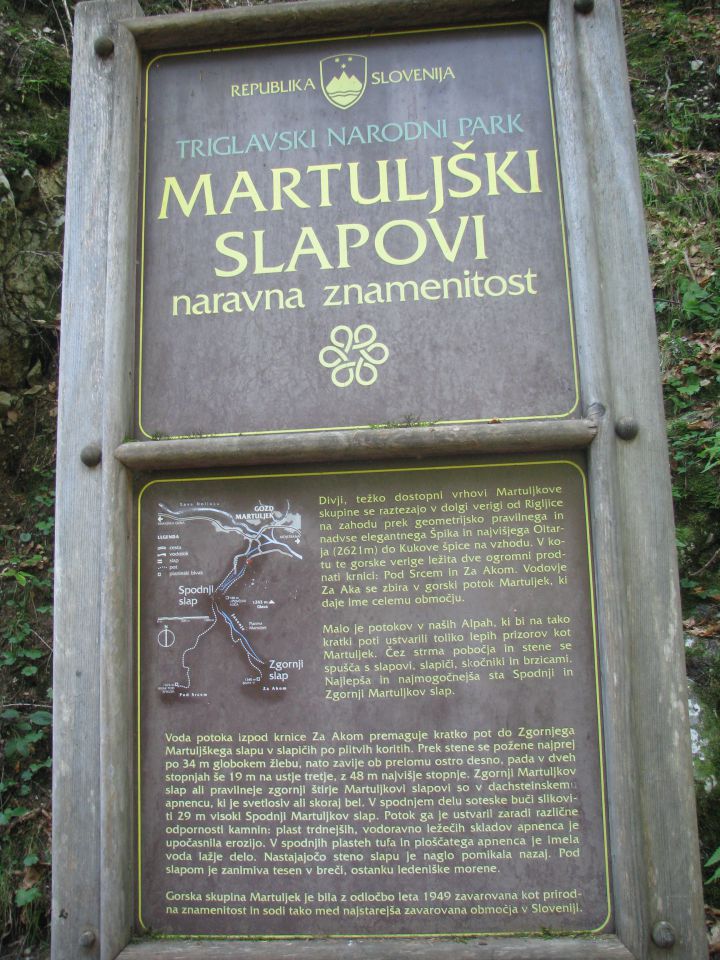 REPUBLIKA SLOVENIJA
TRIGLAVSKI NARODNI PARK
MARTULJŠKI
SLAPOVI
naravna znamenitost
GOZD
MARTULJEK
LEGENDA
cesta
vodotok
slap
pot
planinski bivak
Spodnji
slap
Zgornji
slap
Pod Srcem
Za Akom
Divji, težko dostopni vrhovi Martuljkove
skupine se raztezajo v dolgi verigi od Rigljice
na zahodu prek geometrijsko pravilnega in
nadvse elegantnega Špika in najvišjega Oltar-
ja (2621m) do Kukove špice na vzhodu. V ko-
tu te gorske verige ležita dve ogromni prod-
nati krnici: Pod Srcem in Za Akom. Vodovje
Za Aka se zbira v gorski potok Martuljek, ki
daje ime celemu območju.
Malo je potokov v naših Alpah, ki bi na tako
kratki poti ustvarili toliko lepih prizorov kot
Martuljek. Čez strma pobočja in stene se
spušča s slapovi, slapiči, skočniki in brzicami.
Najlepša in najmogočnejša sta Spodnji in
Zgornji Martuljkov slap.
Voda potoka izpod krnice Za Akom premaguje kratko pot do Zgornjega
Martuljškega slapu v slapičih po plitvih koritih. Prek stene se požene najprej
po 34 m globokem žlebu, nato zavije ob prelomu ostro desno, pada v dveh
stopnjah še 19 m na ustje tretje, z 48 m najvišje stopnje. Zgornji Martuljkov
slap ali pravilneje zgornji štirje Martuljkovi slapovi so v dachsteinskemu
apnencu, ki je svetlosiv ali skoraj bel. V spodnjem delu soteske buči slikovi-
ti 29 m visoki Spodnji Martuljkov slap. Potok ga je ustvaril zaradi različne
odpornosti kamnin: plast trdnejših, vodoravno ležečih skladov apnenca je
upočasnila erozijo. V spodnjih plasteh tufa in ploščatega apnenca je imela
voda lažje delo. Nastajajočo steno slapu je naglo pomikala nazaj. Pod
slapom je zanimiva tesen v breči, ostanku ledeniške morene.
Gorska skupina Martuljek je bila z odločbo leta 1949 zavarovana kot prirod-
na znamenitost in sodi tako med najstarejša zavarovana območja v Sloveniji.